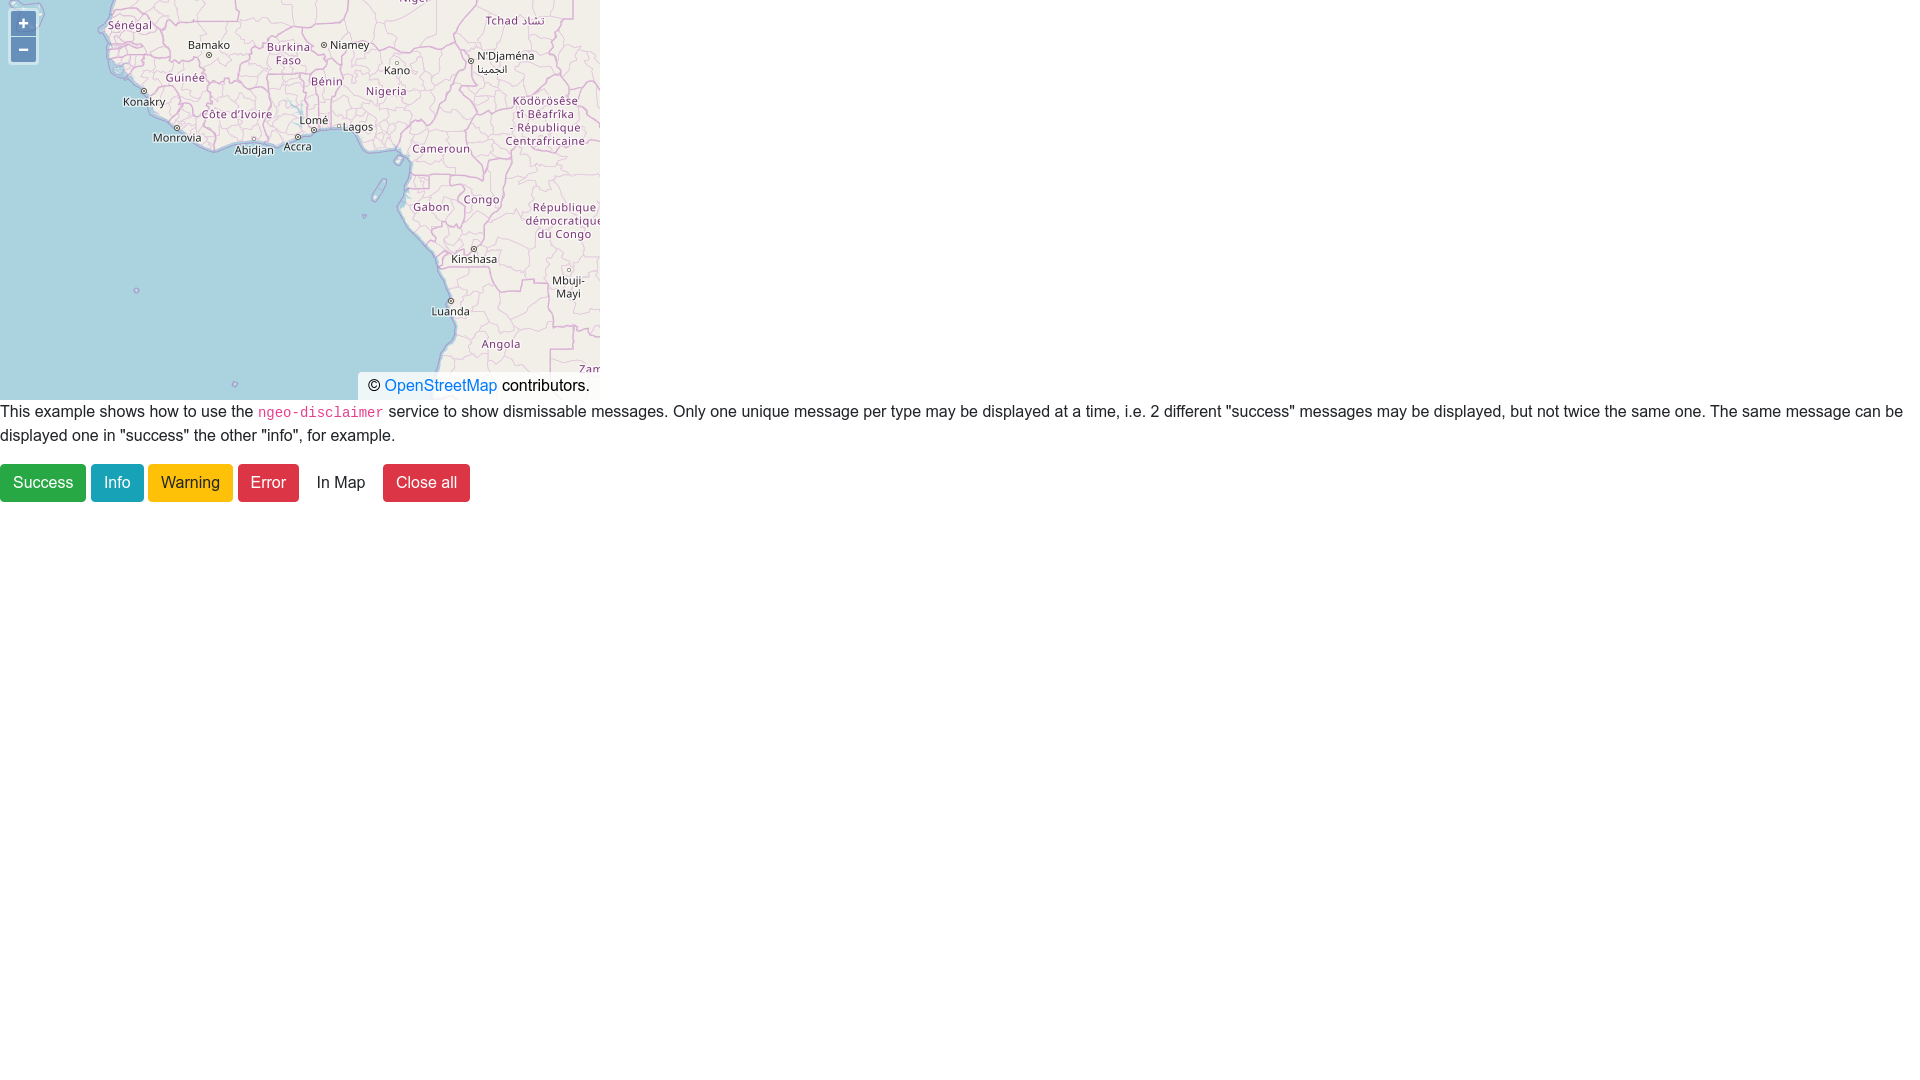 +
−
Sénégal
Niger
Tchad تشاد
Bamako
Burkina
Faso
Niamey
N'Djaména
انجمينا
Kano
Guinée
Bénin
Nigeria
Konakry
Côte d'Ivoire
Ködörösêse
tî Bêafrîka
- République
Centrafricaine
Lomé
Lagos
Monrovia
Abidjan
Accra
Cameroun
Gabon
Congo
République
démocratique
du Congo
Kinshasa
Mbuji-
Mayi
Luanda
Angola
Zam
© OpenStreetMap contributors.
This example shows how to use the ngeo-disclaimer service to show dismissable messages. Only one unique message per type may be displayed at a time, i.e. 2 different "success" messages may be displayed, but not twice the same one. The same message can be
displayed one in "success" the other "info", for example.
Success Info Warning Error In Map Close all